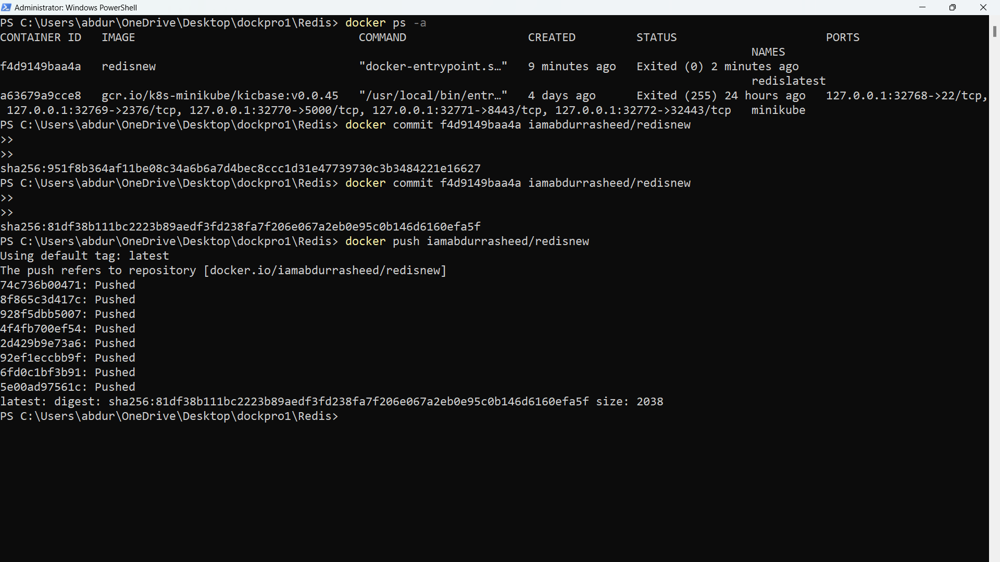 Administrator: Windows PowerShell
PS C:\Users\abdur\OneDrive\Desktop\dockpro1\Redis> docker ps -a
CONTAINER ID   IMAGE                                 COMMAND                  CREATED         STATUS                      PORTS
                                                                                                               NAMES
f4d9149baa4a   redisnew                              "docker-entrypoint.s…"   9 minutes ago   Exited (0) 2 minutes ago
                                                                                                               redislatest
a63679a9cce8   gcr.io/k8s-minikube/kicbase:v0.0.45   "/usr/local/bin/entr…"   4 days ago      Exited (255) 24 hours ago   127.0.0.1:32768->22/tcp,
 127.0.0.1:32769->2376/tcp, 127.0.0.1:32770->5000/tcp, 127.0.0.1:32771->8443/tcp, 127.0.0.1:32772->32443/tcp   minikube
PS C:\Users\abdur\OneDrive\Desktop\dockpro1\Redis> docker commit f4d9149baa4a iamabdurrasheed/redisnew
>>
>>
sha256:951f8b364af11be08c34a6b6a7d4bec8ccc1d31e47739730c3b3484221e16627
PS C:\Users\abdur\OneDrive\Desktop\dockpro1\Redis> docker commit f4d9149baa4a iamabdurrasheed/redisnew
>>
>>
sha256:81df38b111bc2223b89aedf3fd238fa7f206e067a2eb0e95c0b146d6160efa5f
PS C:\Users\abdur\OneDrive\Desktop\dockpro1\Redis> docker push iamabdurrasheed/redisnew
Using default tag: latest
The push refers to repository [docker.io/iamabdurrasheed/redisnew]
74c736b00471: Pushed
8f865c3d417c: Pushed
928f5dbb5007: Pushed
4f4fb700ef54: Pushed
2d429b9e73a6: Pushed
92ef1eccbb9f: Pushed
6fd0c1bf3b91: Pushed
5e00ad97561c: Pushed
latest: digest: sha256:81df38b111bc2223b89aedf3fd238fa7f206e067a2eb0e95c0b146d6160efa5f size: 2038
PS C:\Users\abdur\OneDrive\Desktop\dockpro1\Redis>